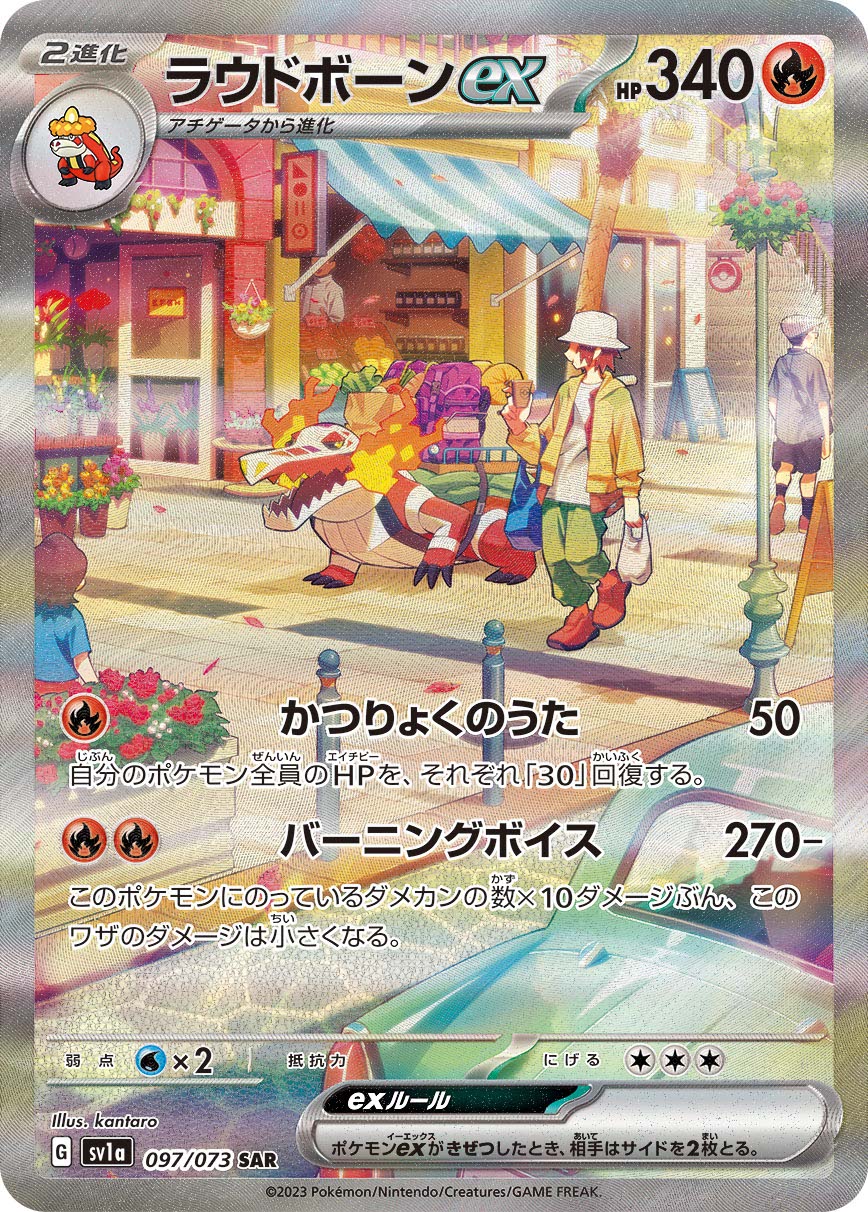 2進化
ラウドボーンex
HP340
アチゲータから進化
かつりょくのうた 50
自分のポケモン全員のHPを、それぞれ「30」回復する。
バーニングボイス 270−
このポケモンにのっているダメカンの数×10ダメージぶん、この
ワザのダメージは小さくなる。
弱点 ×2 抵抗力 にげる
exルール
ポケモンexがきぜつしたとき、相手はサイドを2枚とる。
Illus. kantaro
G sv1a 097/073 SAR
©2023 Pokémon/Nintendo/Creatures/GAME FREAK.